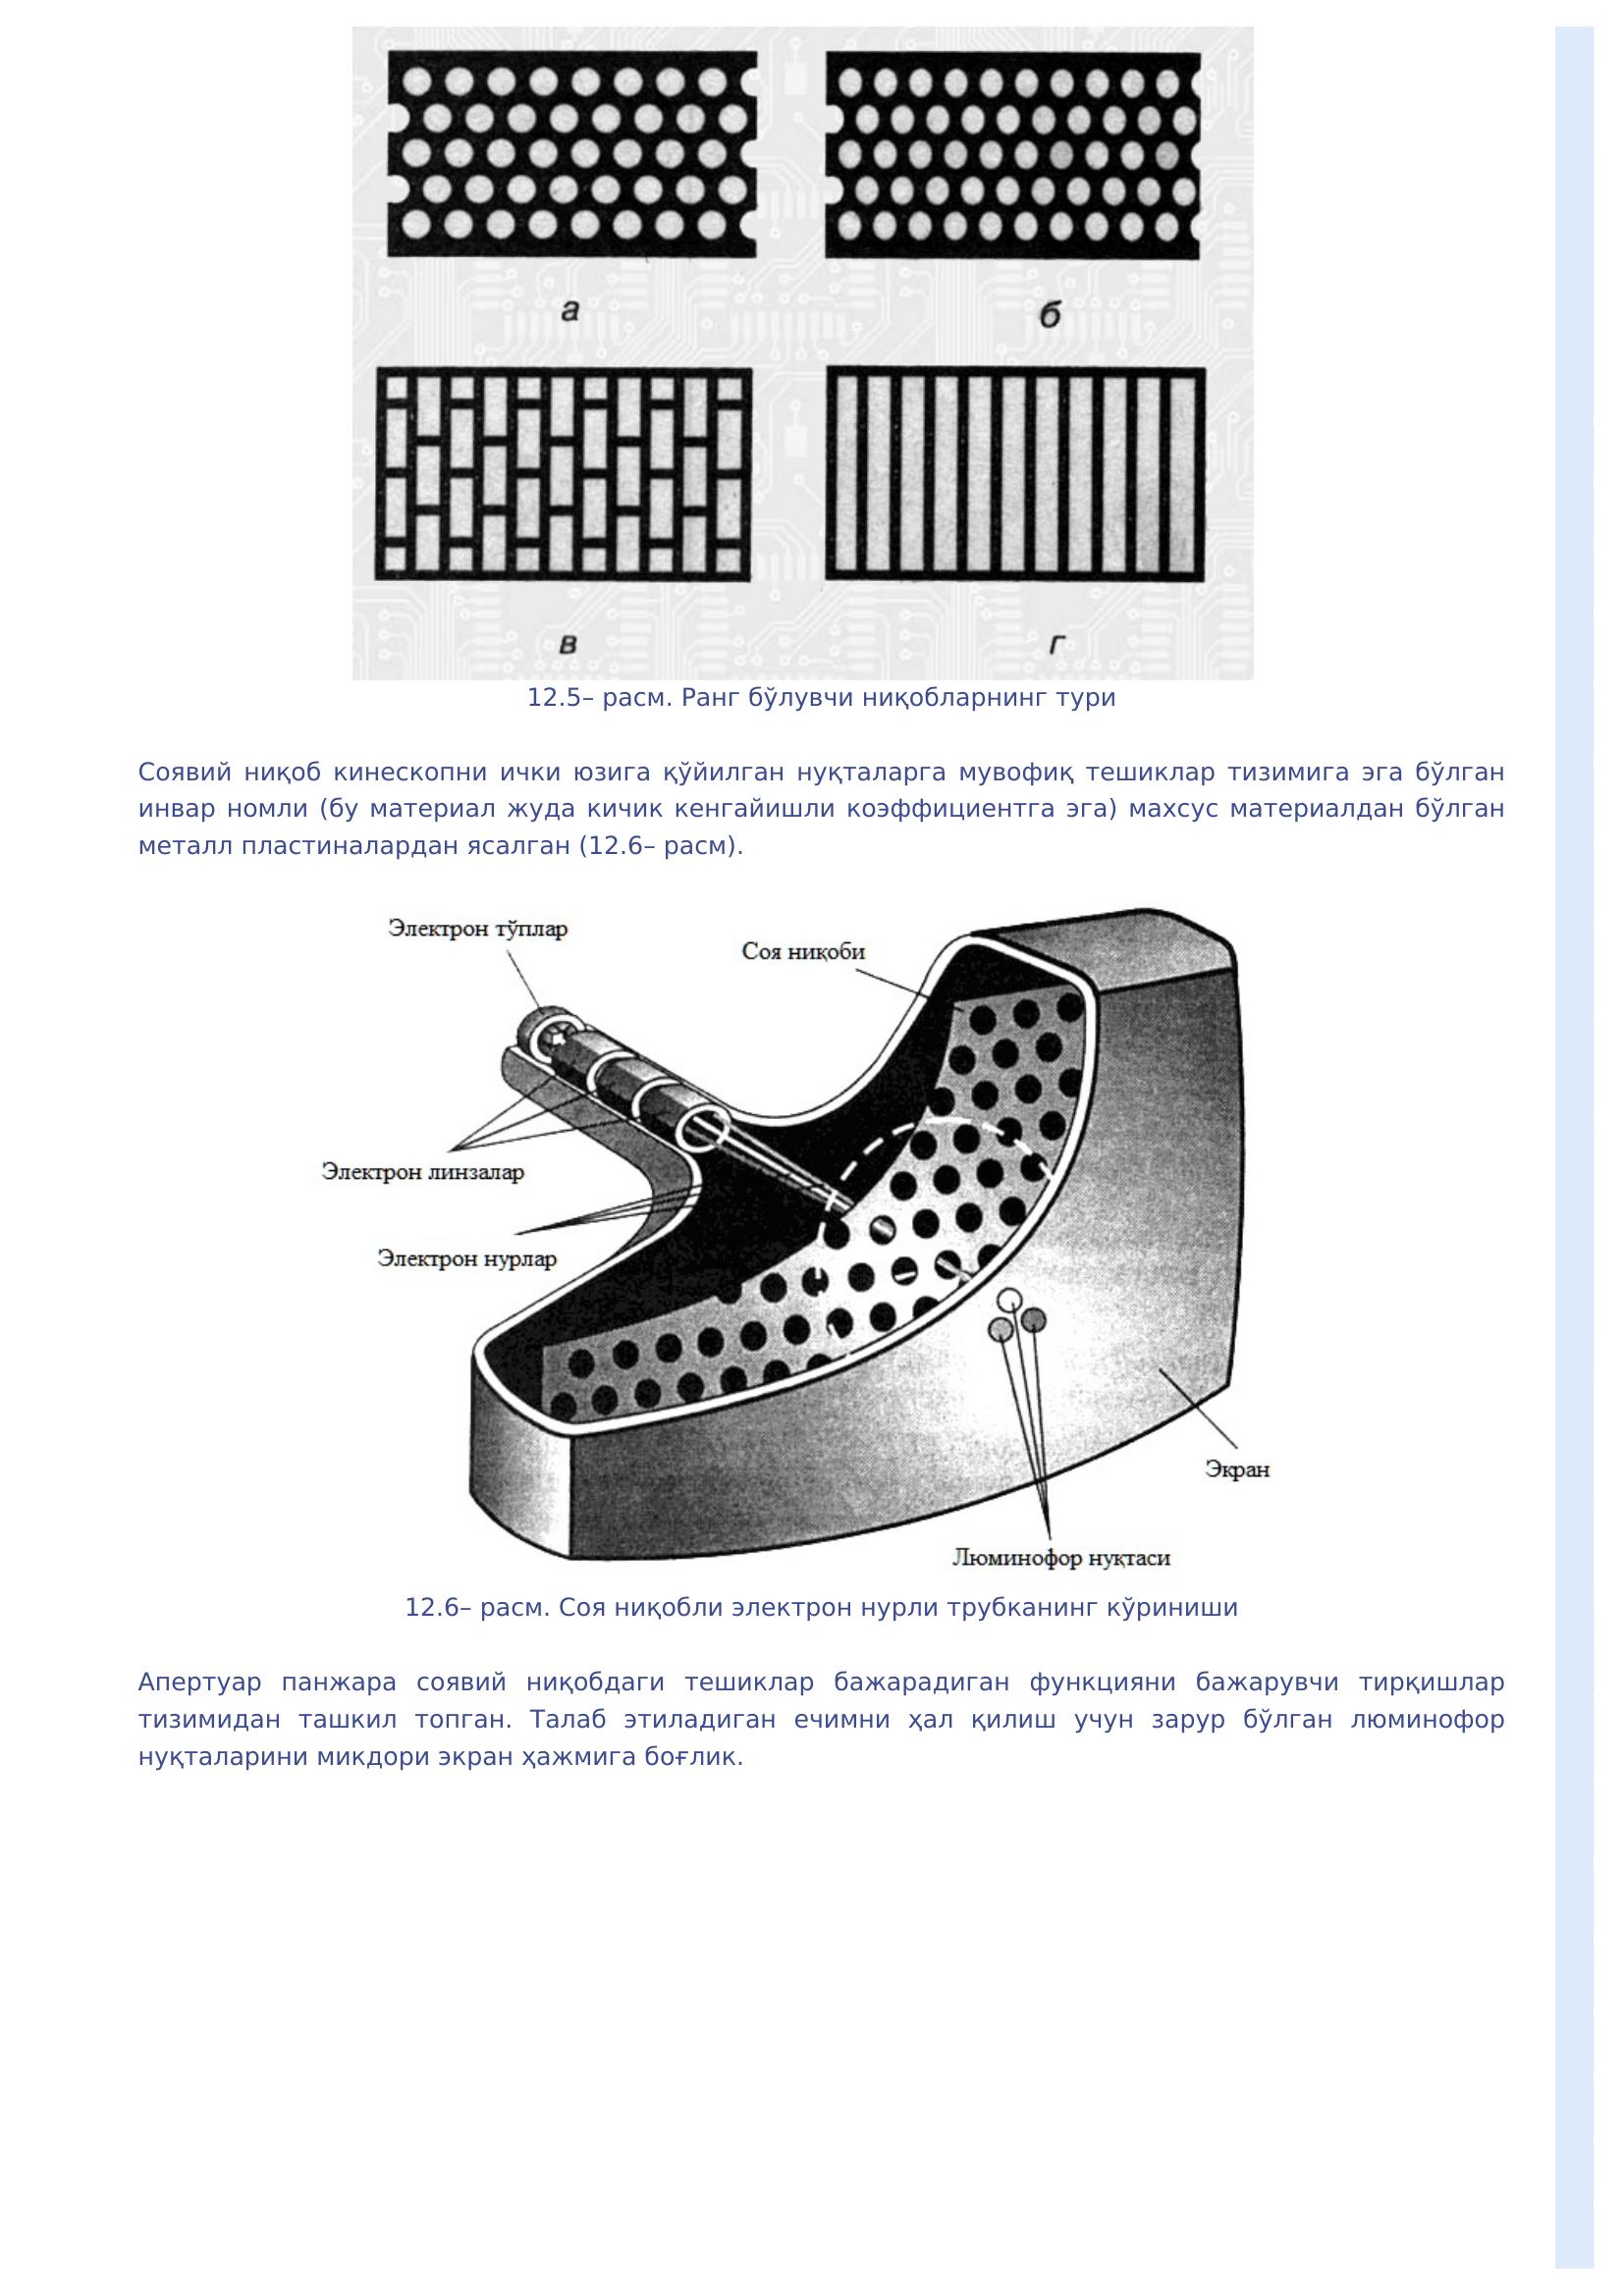 а
б
в
г
12.5– расм. Ранг бўлувчи ниқобларнинг тури
Соявий ниқоб кинескопни ички юзига қўйилган нуқталарга мувофиқ тешиклар тизимига эга бўлган
инвар номли (бу материал жуда кичик кенгайишли коэффициентга эга) махсус материалдан бўлган
металл пластиналардан ясалган (12.6– расм).
Электрон тўплар
Соя ниқоби
Электрон линзалар
Электрон нурлар
Экран
Люминофор нуқтаси
12.6– расм. Соя ниқобли электрон нурли трубканинг кўриниши
Апертуар панжара соявий ниқобдаги тешиклар бажарадиган функцияни бажарувчи тирқишлар
тизимидан ташкил топган. Талаб этиладиган ечимни ҳал қилиш учун зарур бўлган люминофор
нуқталарини микдори экран ҳажмига боғлик.